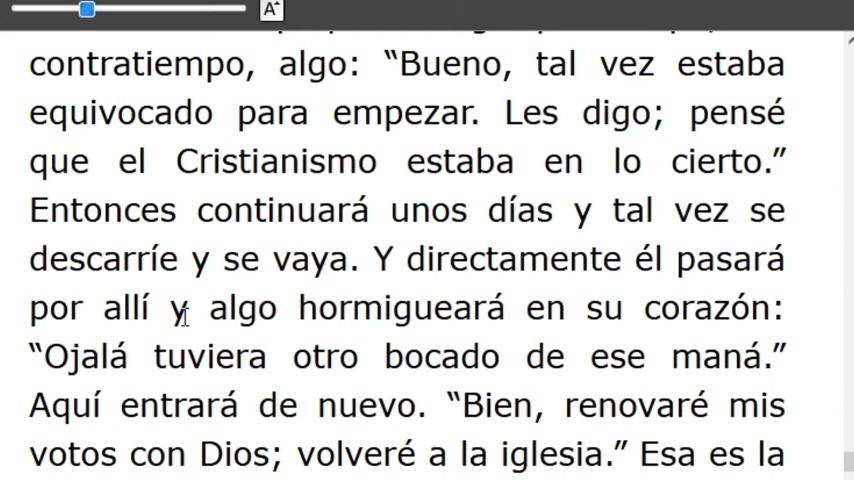 contratiempo, algo: “Bueno, tal vez estaba
equivocado para empezar. Les digo; pensé
que el Cristianismo estaba en lo cierto.”
Entonces continuará unos días y tal vez se
descarríe y se vaya. Y directamente él pasará
por allí y algo hormigueará en su corazón:
“Ojalá tuviera otro bocado de ese maná.”
Aquí entrará de nuevo. “Bien, renovaré mis
votos con Dios; volveré a la iglesia.” Esa es la